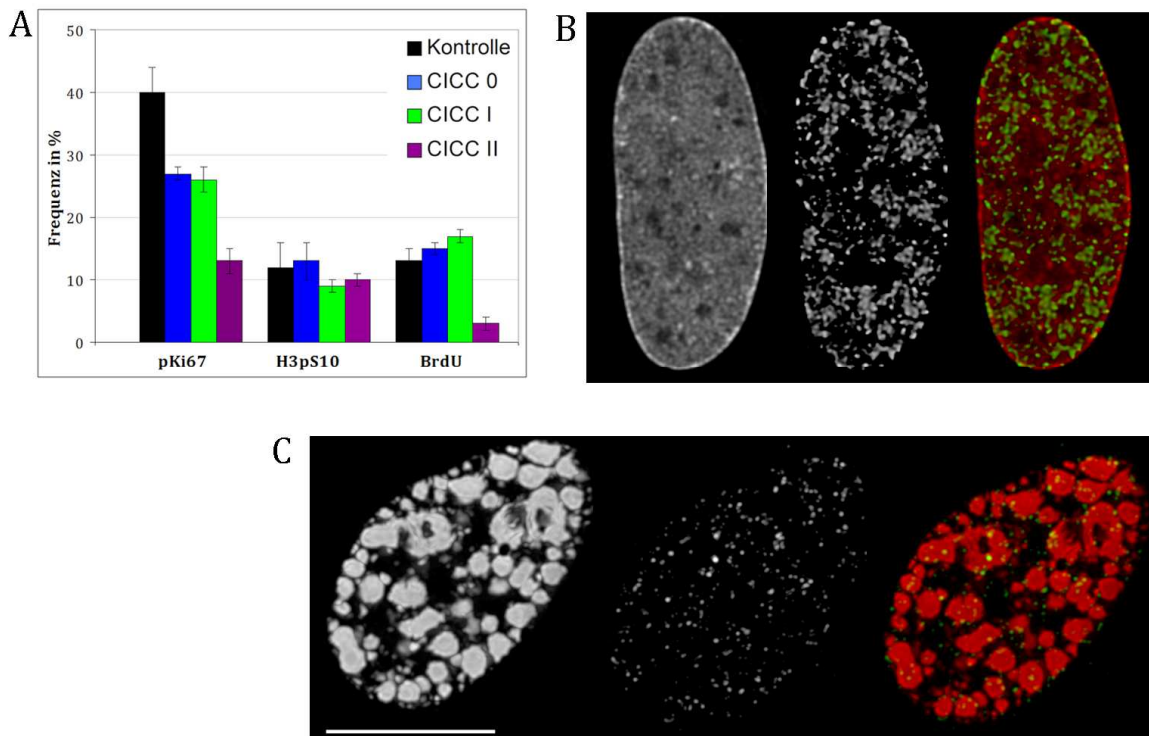 A
50
40
30
20
10
0
Frequenz in %
Kontrolle
CICC 0
CICC I
CICC II
pKi67
H3pS10
BrdU
B
C